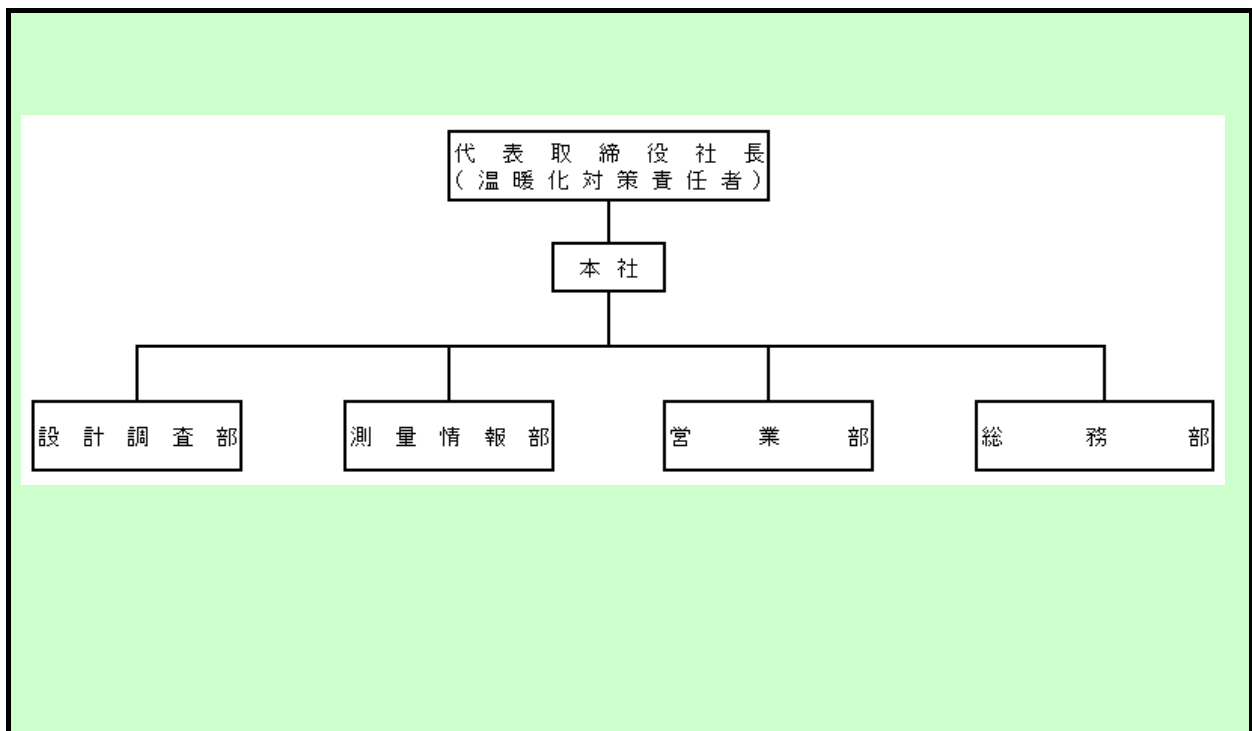 代表取締役社長
(温暖化対策責任者)
本社
設計調査部
測量情報部
営業部
総務部